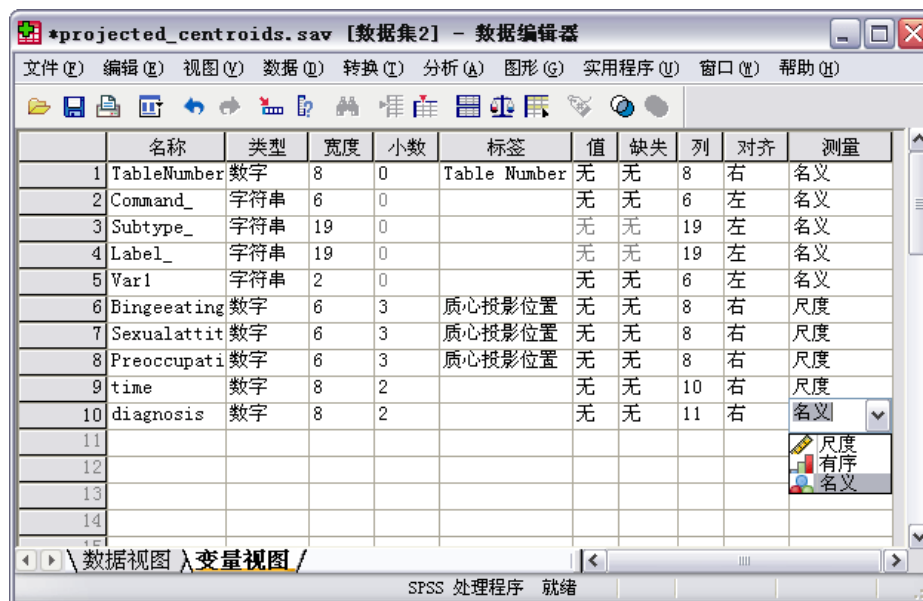 *projected_centroids.sav [数据集2] - 数据编辑器
文件(F) 编辑(E) 视图(V) 数据(D) 转换(T) 分析(A) 图形(G) 实用程序(U) 窗口(W) 帮助(H)
名称 类型 宽度 小数 标签 值 缺失 列 对齐 测量
1 TableNumber 数字 8 0 Table Number 无 无 8 右 名义
2 Command_ 字符串 6 0 无 无 6 左 名义
3 Subtype_ 字符串 19 0 无 无 19 左 名义
4 Label_ 字符串 19 0 无 无 19 左 名义
5 Var1 字符串 2 0 无 无 6 左 名义
6 Bingeeating 数字 6 3 质心投影位置 无 无 8 右 尺度
7 Sexualattit 数字 6 3 质心投影位置 无 无 8 右 尺度
8 Preoccupati 数字 6 3 质心投影位置 无 无 8 右 尺度
9 time 数字 8 2 无 无 10 右 尺度
10 diagnosis 数字 8 2 无 无 11 右 名义
11 尺度
12 有序
13 名义
14
15
数据视图 变量视图
SPSS 处理程序 就绪